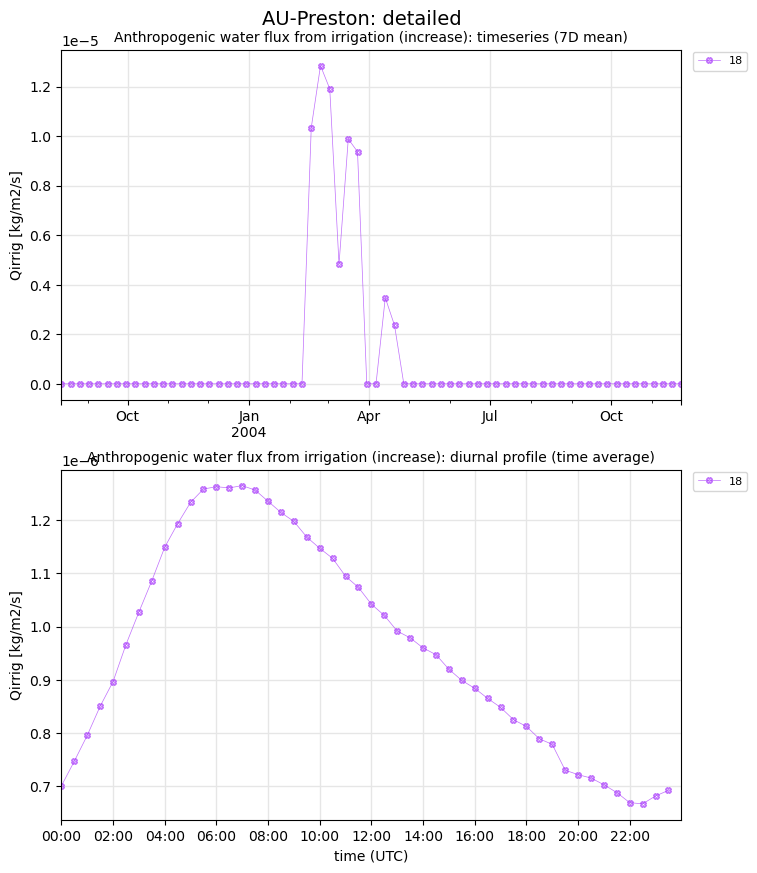 AU-Preston: detailed
Anthropogenic water flux from irrigation (increase): timeseries (7D mean)
1e−5
18
1.2
1.0
0.8
0.6
0.4
0.2
0.0
Qirrig [kg/m2/s]
Oct
Jan
2004
Apr
Jul
Oct
Anthropogenic water flux from irrigation (increase): diurnal profile (time average)
1e−6
18
1.2
1.1
1.0
0.9
0.8
0.7
Qirrig [kg/m2/s]
00:00 02:00 04:00 06:00 08:00 10:00 12:00 14:00 16:00 18:00 20:00 22:00
time (UTC)